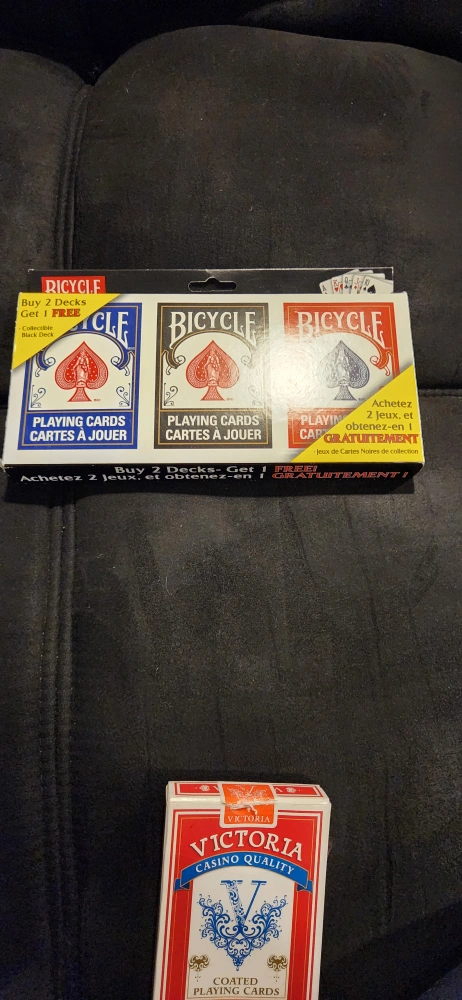 BICYCLE
Buy 2 Decks
Get 1 FREE
- Collectible
Black Deck
BICYCLE
BICYCLE
PLAYING CARDS
CARTES À JOUER
PLAYING CARDS
CARTES À JOUER
Achetez
2 Jeux, et
obtenez-en 1
GRATUITEMENT
- Jeux de Cartes Noires de collection
Buy 2 Decks- Get 1 FREE!
Achetez 2 Jeux, et obtenez-en 1 GRATUITEMENT !
VICTORIA
VICTORIA
CASINO QUALITY
V
COATED
PLAYING CARDS